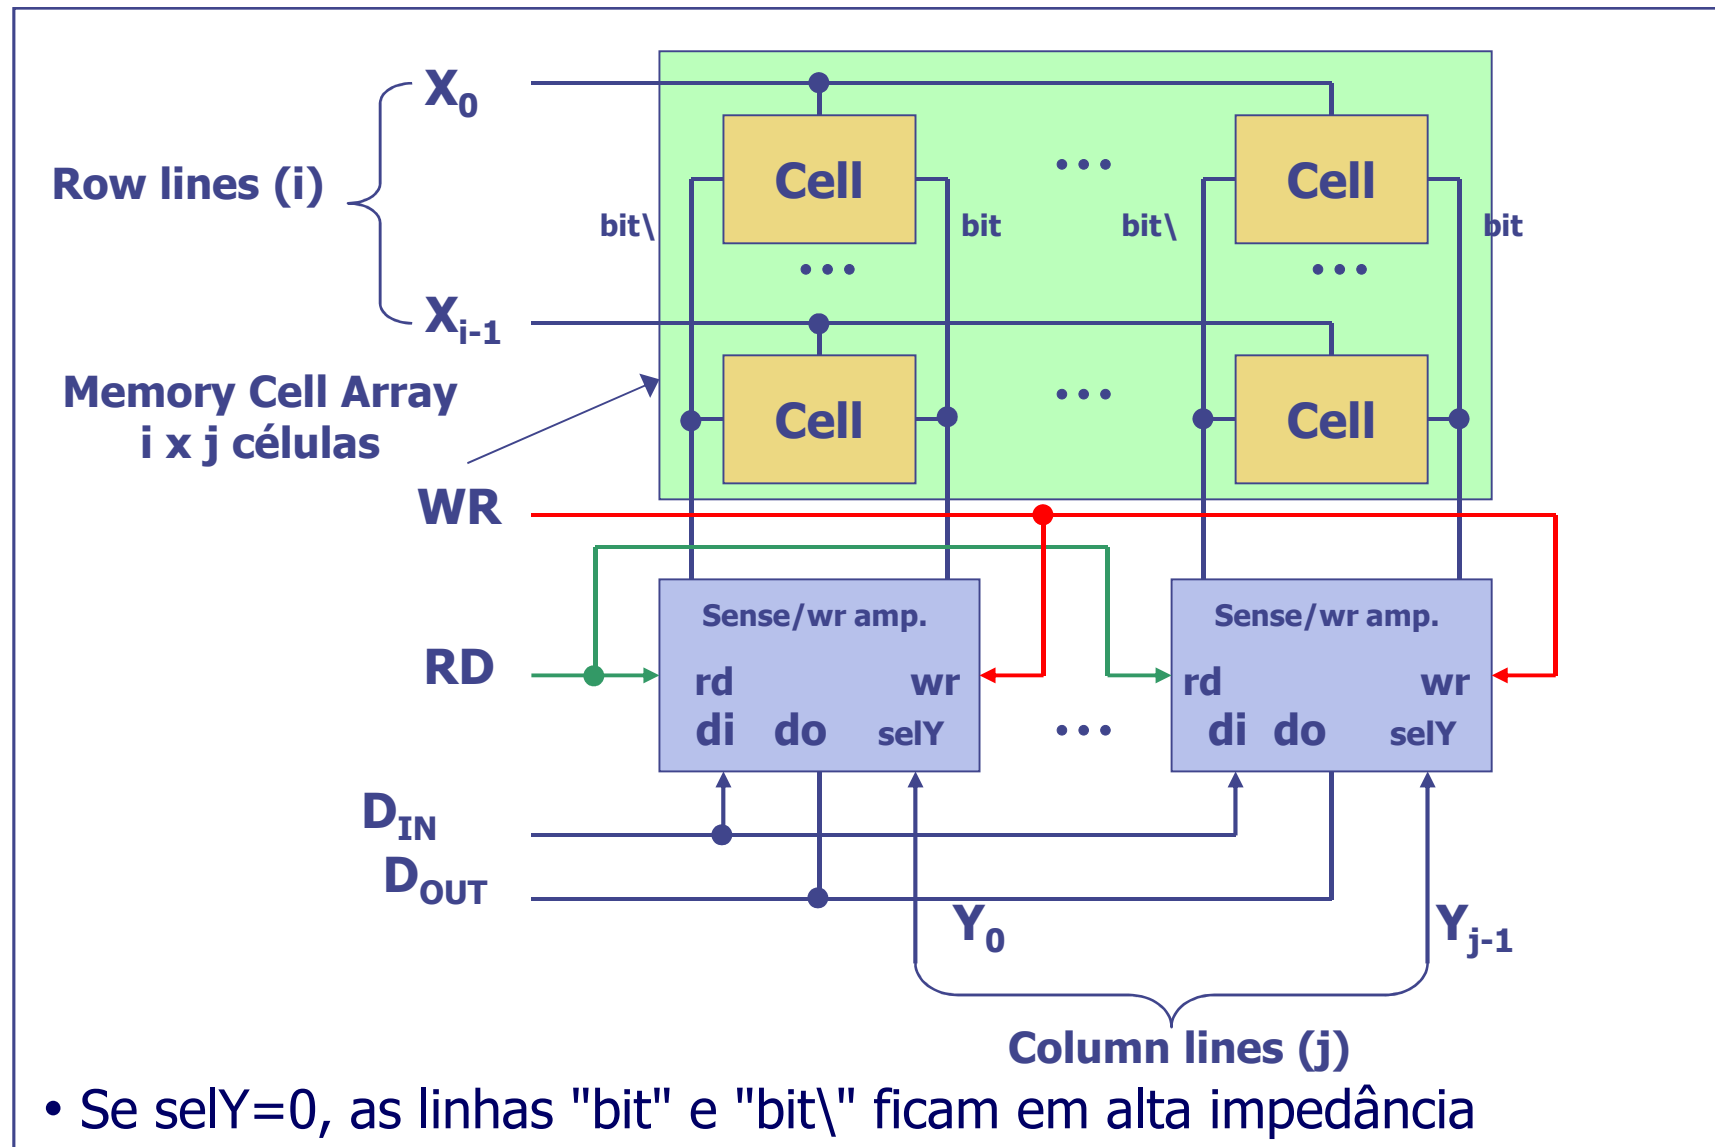 X0
Row lines (i)
Cell
...
Cell
bit\
bit
bit\
bit
...
...
Xi-1
Memory Cell Array
i x j células
Cell
...
Cell
WR
Sense/wr amp.
Sense/wr amp.
RD
rd
wr
rd
wr
di
do
selY
...
di
do
selY
DIN
DOUT
Y0
Yj-1
Column lines (j)
• Se selY=0, as linhas "bit" e "bit\" ficam em alta impedância